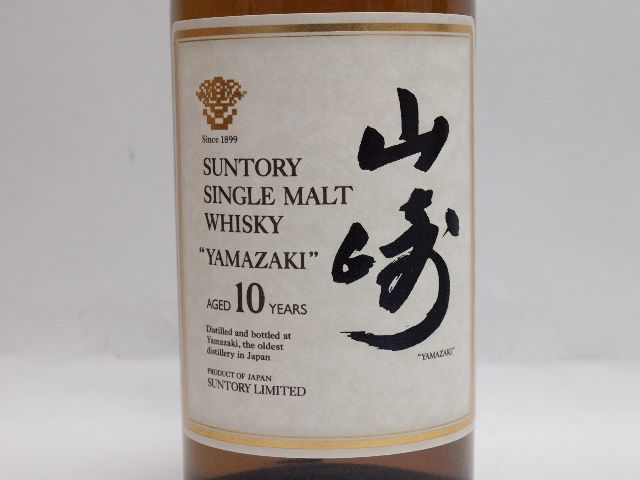 Since 1899
SUNTORY
SINGLE MALT
WHISKY
"YAMAZAKI"
AGED 10 YEARS
Distilled and bottled at
Yamazaki, the oldest
distillery in Japan
PRODUCT OF JAPAN
SUNTORY LIMITED
山崎
"YAMAZAKI"